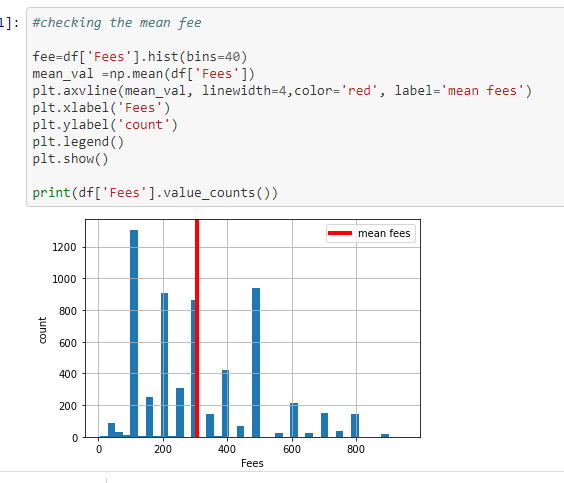 1]:
#checking the mean fee
fee=df['Fees'].hist(bins=40)
mean_val =np.mean(df['Fees'])
plt.axvline(mean_val, linewidth=4,color='red', label='mean fees')
plt.xlabel('Fees')
plt.ylabel('count')
plt.legend()
plt.show()
print(df['Fees'].value_counts())
mean fees
1200
1000
800
600
400
200
0
count
0 200 400 600 800
Fees